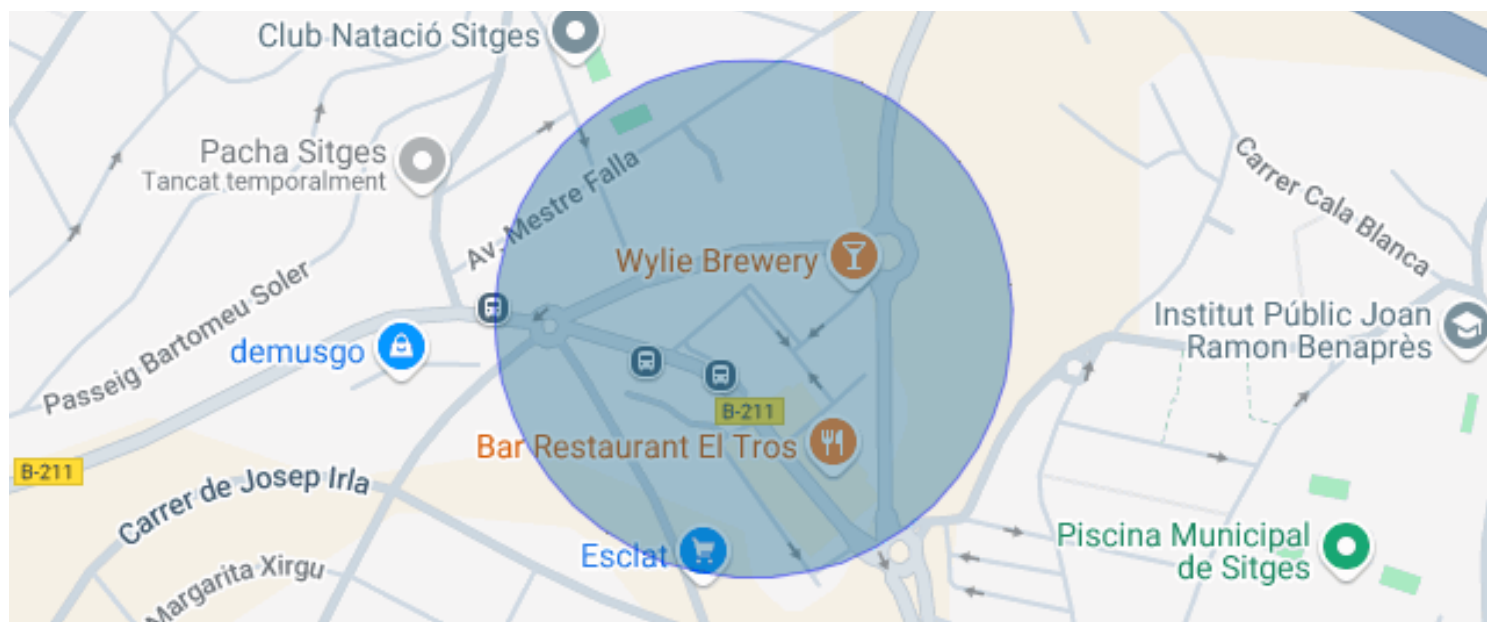 Club Natació Sitges
Pacha Sitges
Tancat temporalment
Av. Mestre Falla
Carrer Cala Blanca
Wylie Brewery
Passeig Bartomeu Soler
demusgo
Institut Públic Joan
Ramon Benaprès
B-211
Bar Restaurant El Tros
B-211
Carrer de Josep Irla
Esclat
Piscina Municipal
de Sitges
Margarita Xirgu